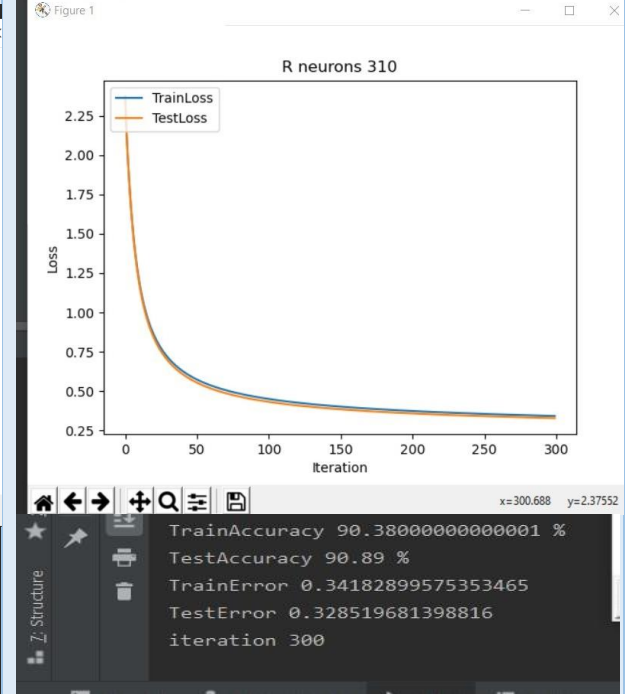 Figure 1
R neurons 310
TrainLoss
TestLoss
2.25
2.00
1.75
1.50
1.25
1.00
0.75
0.50
0.25
Loss
0 50 100 150 200 250 300
Iteration
x=300.688 y=2.37552
TrainAccuracy 90.38000000000001 %
TestAccuracy 90.89 %
TrainError 0.34182899575353465
TestError 0.328519681398816
iteration 300
7: Structure